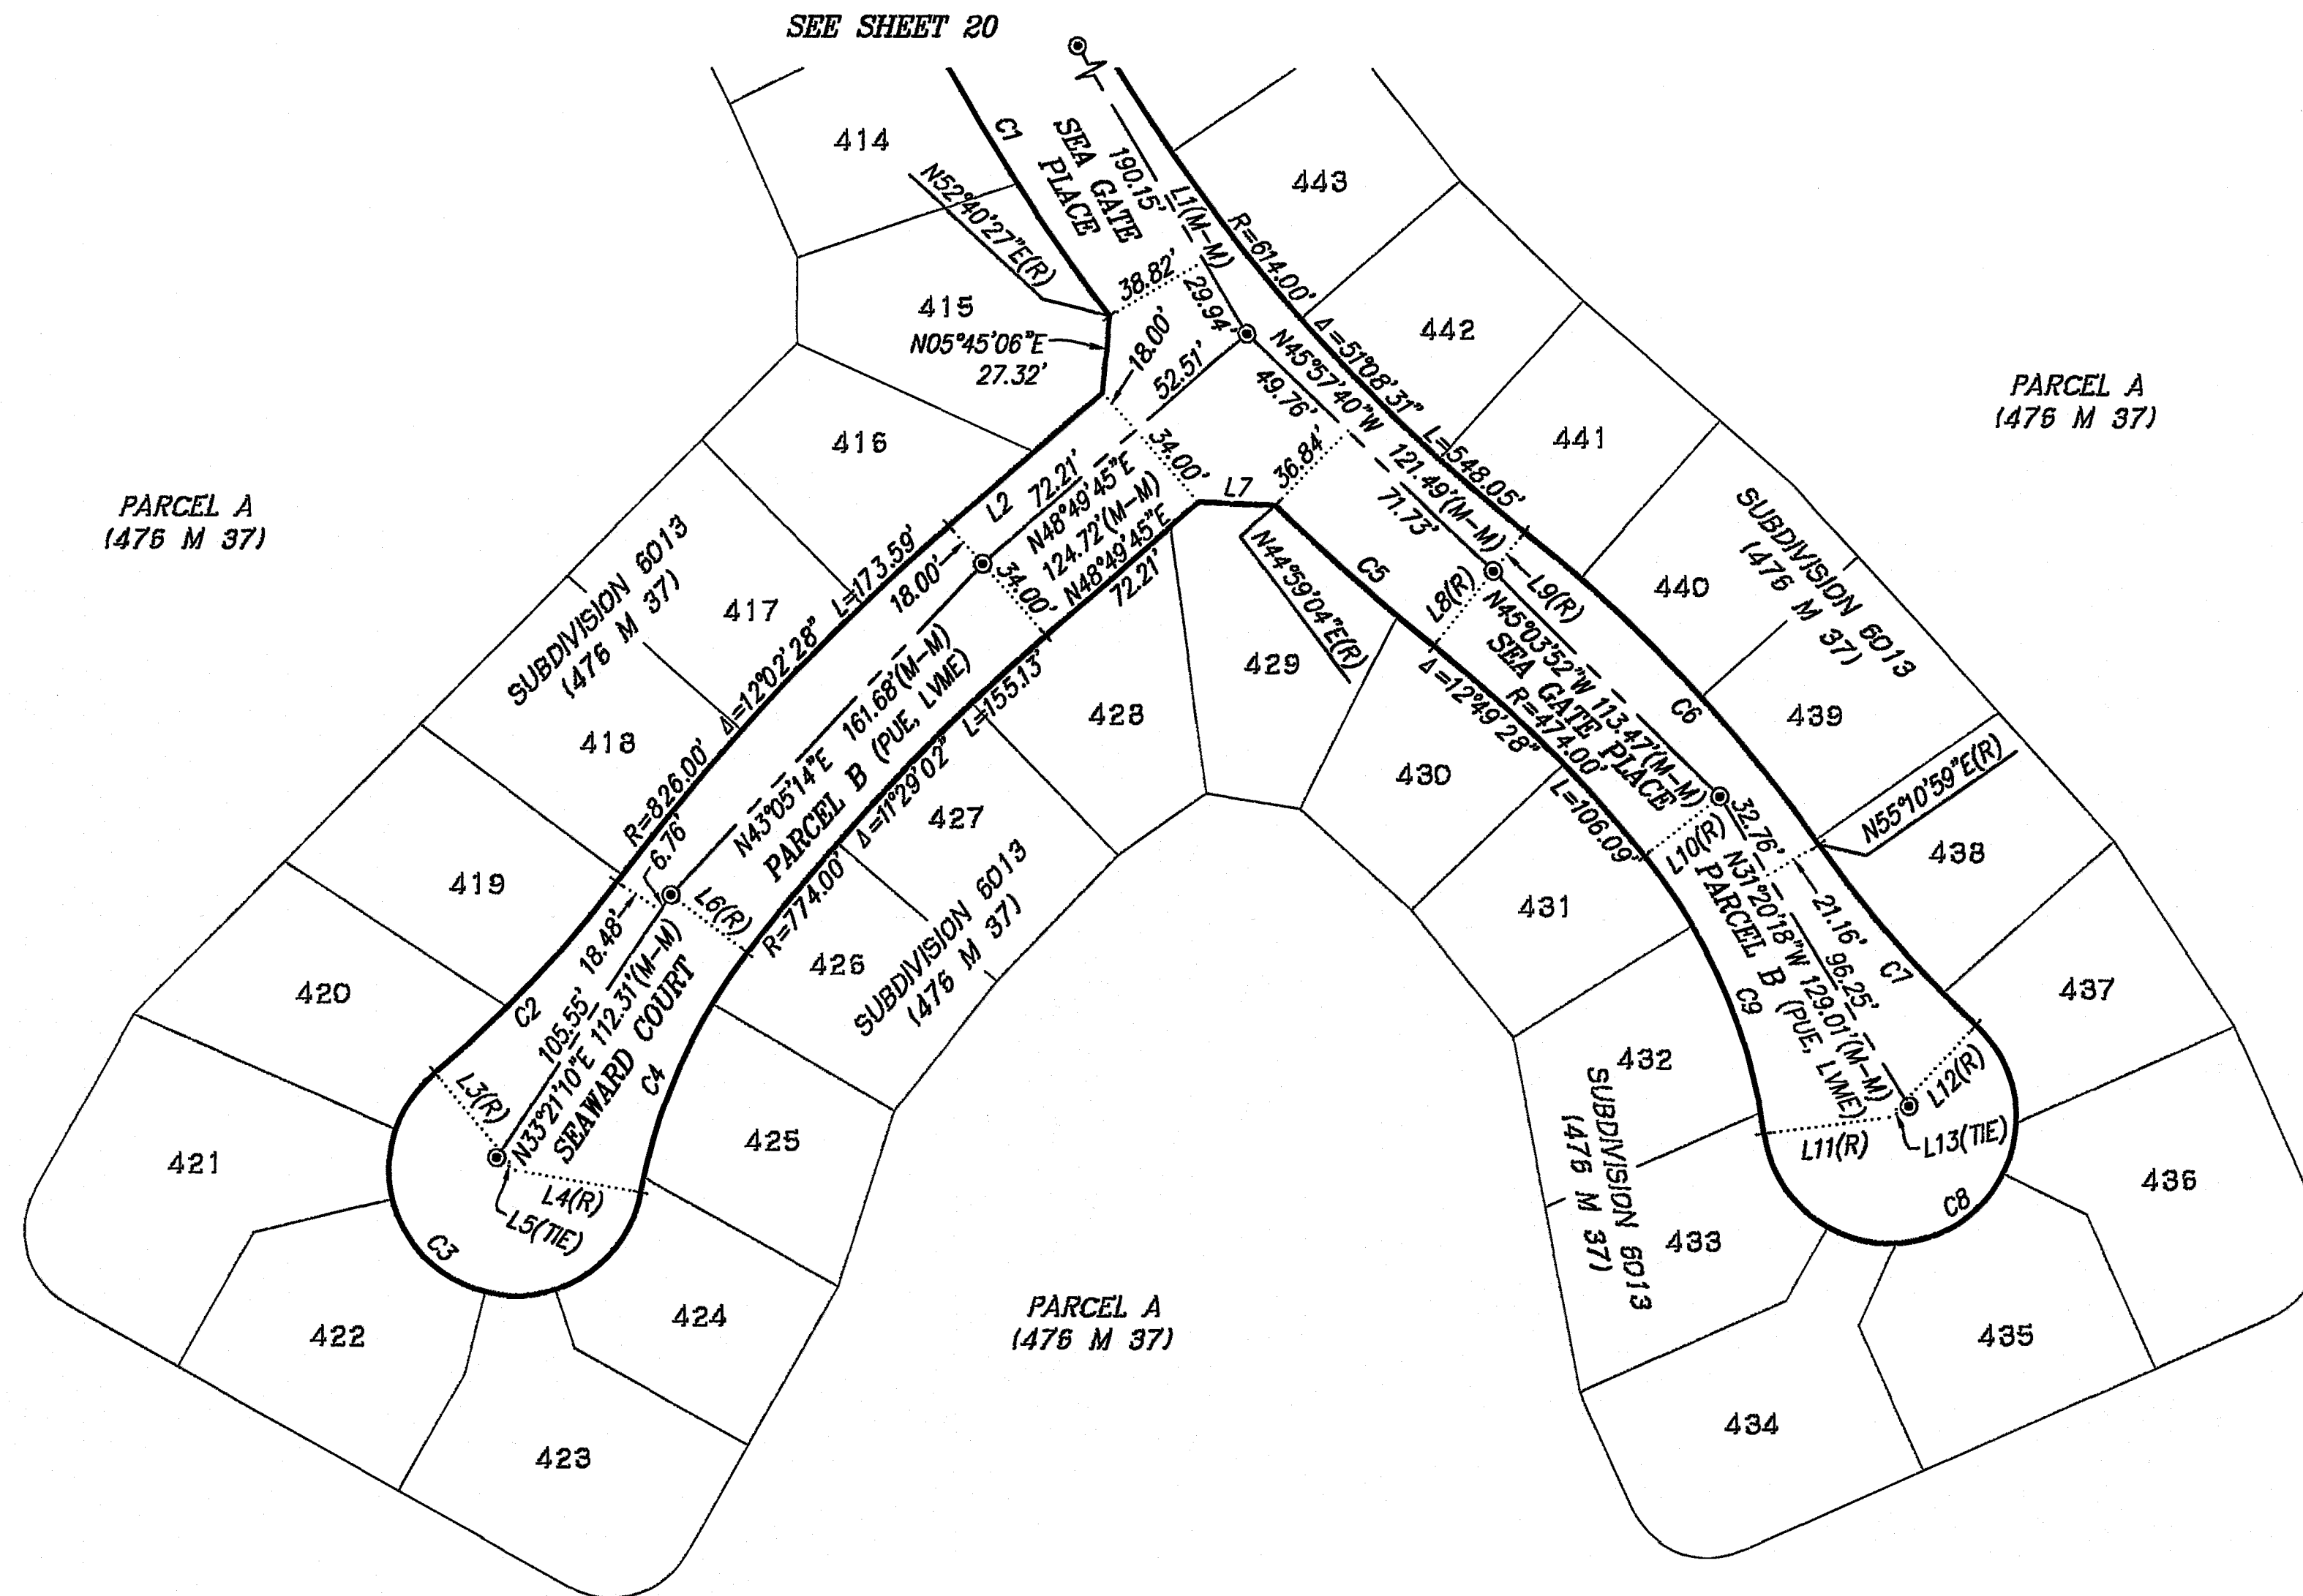 SEE SHEET 20
C1
SEA GATE
PLACE
190.15'
L1(M-M)
414
443
N52°40'27"E(R)
R=614.00'
Δ=51°08'31"
L=548.05'
38.82'
29.94'
415
N05°45'06"E
27.32'
18.00'
52.51'
N45°57'40"W 121.49'(M-M)
49.76'
71.73'
442
PARCEL A
(476 M 37)
441
416
34.00'
36.84'
L7
L2
72.21'
N48°49'45"E
124.72'(M-M)
N48°49'45"E
72.21'
PARCEL A
(476 M 37)
SUBDIVISION 6013
(476 M 37)
SUBDIVISION 6013
(476 M 37)
R=826.00'
Δ=12°02'28"
L=173.59'
18.00'
34.00'
C5
N44°59'04"E(R)
L8(R)
L9(R)
440
417
429
N45°03'52"W 113.47'(M-M)
SEA GATE PLACE
Δ=12°49'28"
R=474.00'
L=106.09'
C6
439
418
428
N43°05'14"E 161.68'(M-M)
PARCEL B (PUE, LVME)
R=774.00'
Δ=11°29'02"
L=155.13'
430
427
N55°10'59"E(R)
438
32.76'
L10(R)
21.16'
96.25'
N31°20'18"W 129.01'(M-M)
PARCEL B (PUE, LVME)
419
6.76'
L6(R)
18.48'
431
426
SUBDIVISION 6013
(476 M 37)
420
C2
105.55'
N33°21'10"E 112.31'(M-M)
SEAWARD COURT
C4
C9
C7
437
L3(R)
432
SUBDIVISION 6013
(476 M 37)
L12(R)
L11(R)
L13(TIE)
425
421
L4(R)
L5(TIE)
C3
C8
436
433
424
422
PARCEL A
(476 M 37)
435
434
423